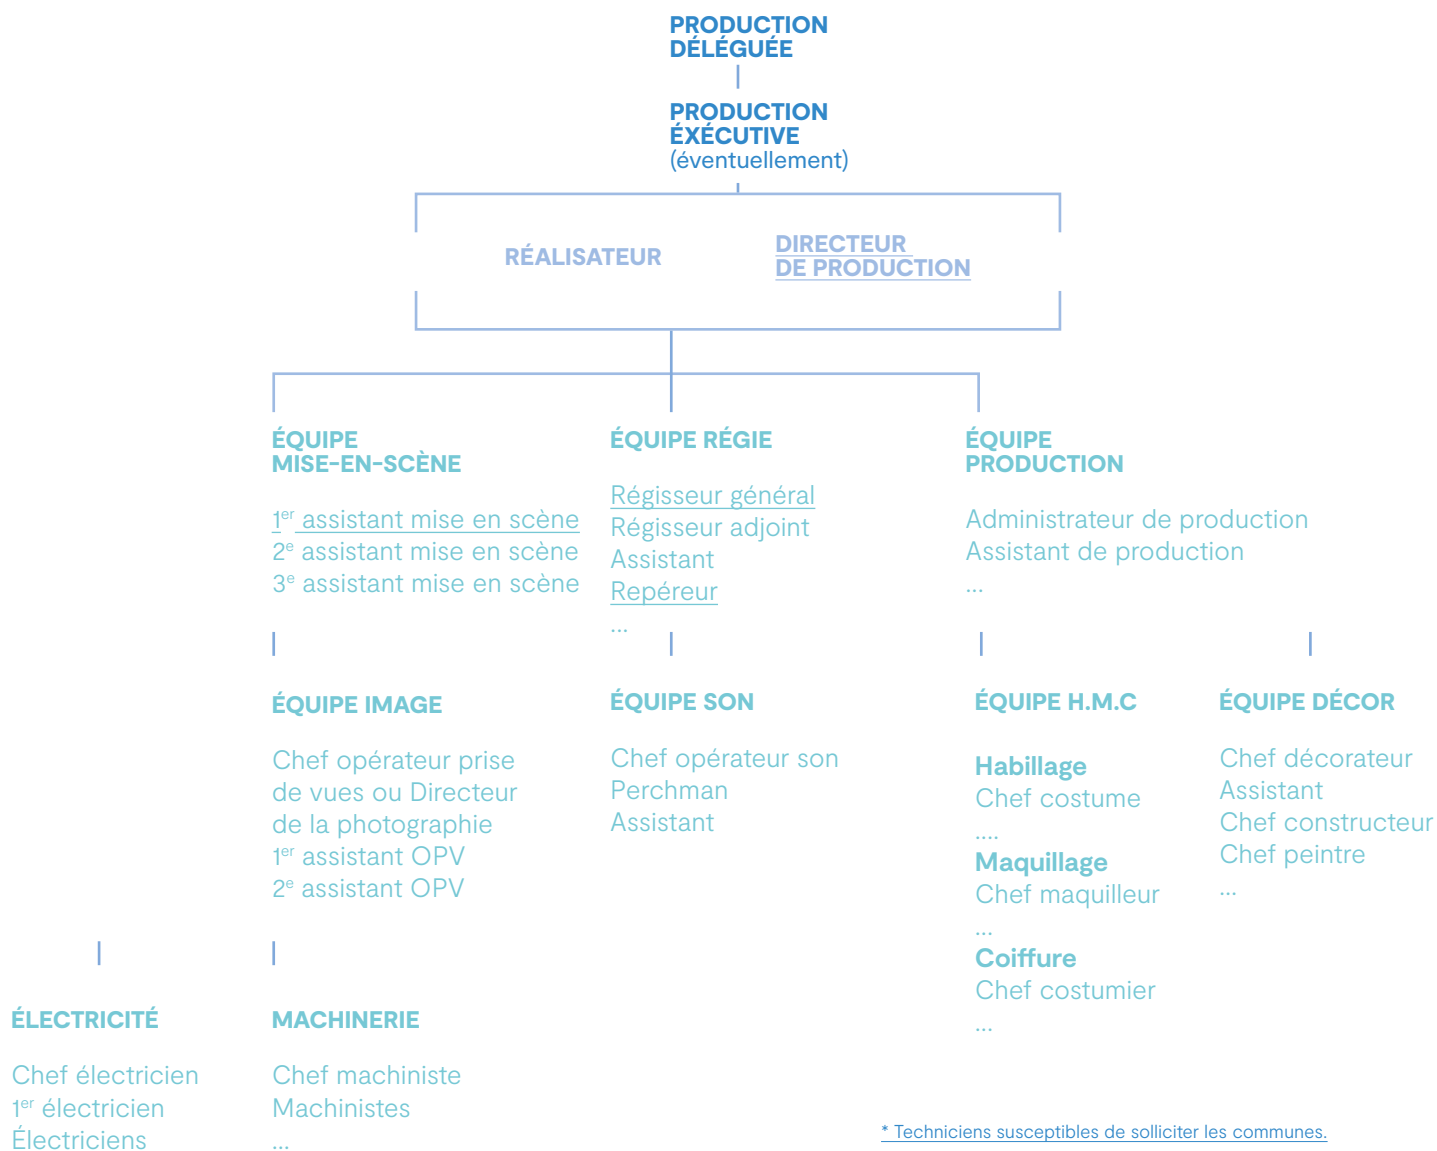 PRODUCTION
DÉLÉGUÉE
PRODUCTION
ÉXÉCUTIVE
(éventuellement)
RÉALISATEUR
DIRECTEUR
DE PRODUCTION
ÉQUIPE
MISE-EN-SCÈNE
1er assistant mise en scène
2e assistant mise en scène
3e assistant mise en scène
ÉQUIPE RÉGIE
Régisseur général
Régisseur adjoint
Assistant
Repéreur
...
ÉQUIPE
PRODUCTION
Administrateur de production
Assistant de production
...
ÉQUIPE IMAGE
Chef opérateur prise
de vues ou Directeur
de la photographie
1er assistant OPV
2e assistant OPV
ÉQUIPE SON
Chef opérateur son
Perchman
Assistant
ÉQUIPE H.M.C
Habillage
Chef costume
....
Maquillage
Chef maquilleur
...
Coiffure
Chef costumier
...
ÉQUIPE DÉCOR
Chef décorateur
Assistant
Chef constructeur
Chef peintre
...
ÉLECTRICITÉ
Chef électricien
1er électricien
Électriciens
MACHINERIE
Chef machiniste
Machinistes
...
* Techniciens susceptibles de solliciter les communes.